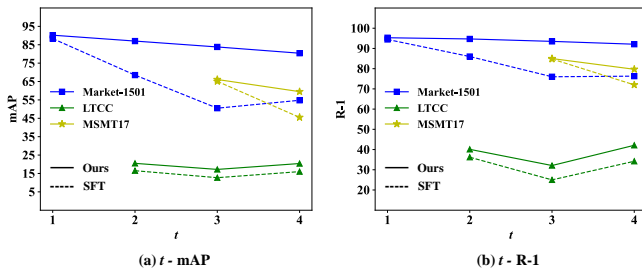 95
85
75
65
55
45
35
25
15
5
mAP
Market-1501
LTCC
MSMT17
Ours
SFT
1
2
3
4
t
(a) t - mAP
100
90
80
70
60
50
40
30
20
R-1
Market-1501
LTCC
MSMT17
Ours
SFT
1
2
3
4
t
(b) t - R-1